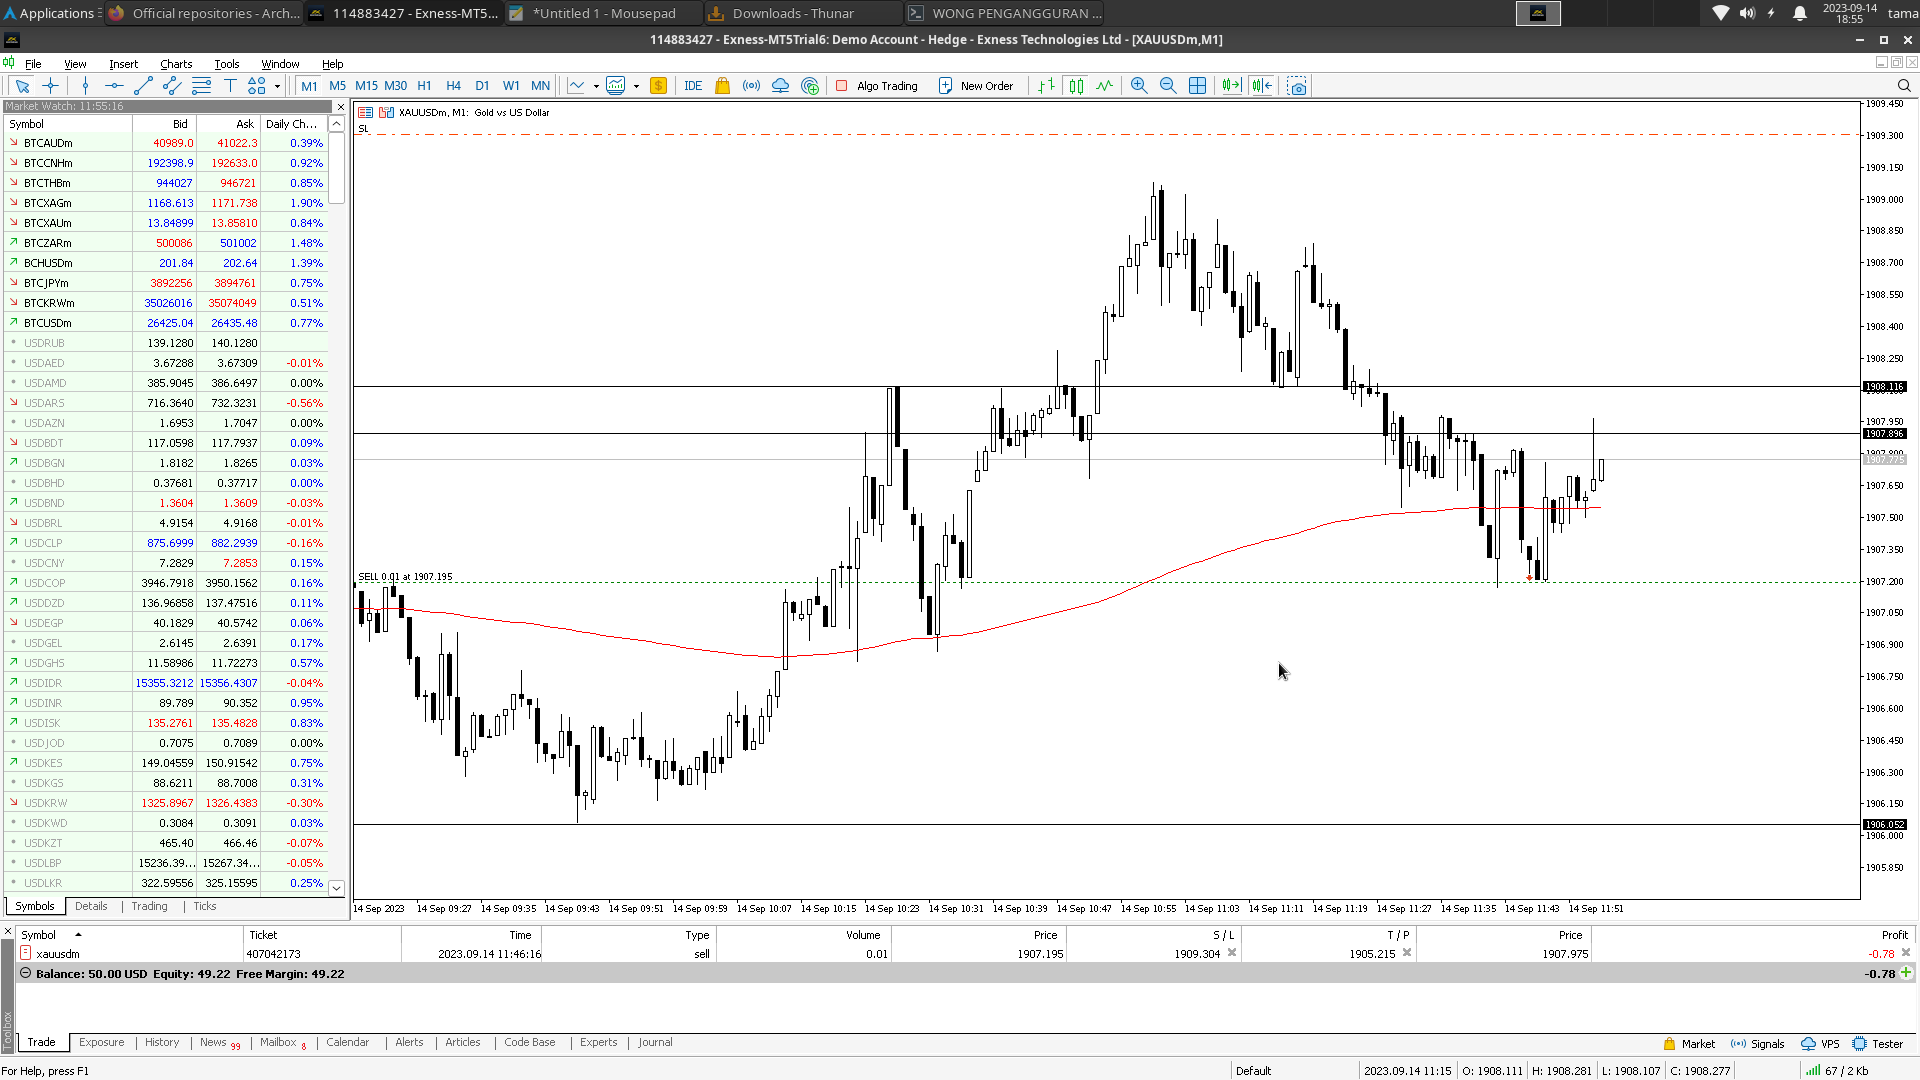 Applications
Official repositories - Arch...
114883427 - Exness-MT5...
*Untitled 1 - Mousepad
Downloads - Thunar
WONG PENGANGGURAN ...
2023-09-14
18:55
tama
114883427 - Exness-MT5Trial6: Demo Account - Hedge - Exness Technologies Ltd - [XAUUSDm,M1]
File View Insert Charts Tools Window Help
M1 M5 M15 M30 H1 H4 D1 W1 MN $ IDE Algo Trading New Order
Market Watch: 11:55:16
Symbol Bid Ask Daily Ch...
BTCAUDm 40989.0 41022.3 0.39%
BTCCNHm 192398.9 192633.0 0.92%
BTCTHBm 944027 946721 0.85%
BTCXAGm 1168.613 1171.738 1.90%
BTCXAUm 13.84899 13.85810 0.84%
BTCZARm 500086 501002 1.48%
BCHUSDm 201.84 202.64 1.39%
BTCJPYm 3892256 3894761 0.75%
BTCKRWm 35026016 35074049 0.51%
BTCUSDm 26425.04 26435.48 0.77%
USDRUB 139.1280 140.1280
USDAED 3.67288 3.67309 -0.01%
USDAMD 385.9045 386.6497 0.00%
USDARS 716.3640 732.3231 -0.56%
USDAZN 1.6953 1.7047 0.00%
USDBDT 117.0598 117.7937 0.09%
USDBGN 1.8182 1.8265 0.03%
USDBHD 0.37681 0.37717 0.00%
USDBND 1.3604 1.3609 -0.03%
USDBRL 4.9154 4.9168 -0.01%
USDCLP 875.6999 882.2939 -0.16%
USDCNY 7.2829 7.2853 0.15%
USDCOP 3946.7918 3950.1562 0.16%
USDDZD 136.96858 137.47516 0.11%
USDEGP 40.1829 40.5742 0.06%
USDGEL 2.6145 2.6391 0.17%
USDGHS 11.58986 11.72273 0.57%
USDIDR 15355.3212 15356.4307 -0.04%
USDINR 89.789 90.352 0.95%
USDISK 135.2761 135.4828 0.83%
USDJOD 0.7075 0.7089 0.00%
USDKES 149.04559 150.91542 0.75%
USDKGS 88.6211 88.7008 0.31%
USDKRW 1325.8967 1326.4383 -0.30%
USDKWD 0.3084 0.3091 0.03%
USDKZT 465.40 466.46 -0.07%
USDLBP 15236.39... 15267.34... -0.05%
USDLKR 322.59556 325.15595 0.25%
Symbols Details Trading Ticks
XAUUSDm, M1: Gold vs US Dollar
SL
SELL 0.01 at 1907.195
1909.450
1909.300
1909.150
1909.000
1908.850
1908.700
1908.550
1908.400
1908.250
1908.116
1907.950
1907.896
1907.775
1907.650
1907.500
1907.350
1907.200
1907.050
1906.900
1906.750
1906.600
1906.450
1906.300
1906.150
1906.052
1906.000
1905.850
14 Sep 2023 14 Sep 09:27 14 Sep 09:35 14 Sep 09:43 14 Sep 09:51 14 Sep 09:59 14 Sep 10:07 14 Sep 10:15 14 Sep 10:23 14 Sep 10:31 14 Sep 10:39 14 Sep 10:47 14 Sep 10:55 14 Sep 11:03 14 Sep 11:11 14 Sep 11:19 14 Sep 11:27 14 Sep 11:35 14 Sep 11:43 14 Sep 11:51
Symbol Ticket Time Type Volume Price S / L T / P Price Profit
xauusdm 407042173 2023.09.14 11:46:16 sell 0.01 1907.195 1909.304 1905.215 1907.975 -0.78
Balance: 50.00 USD Equity: 49.22 Free Margin: 49.22 -0.78
Toolbox
Trade Exposure History News 99 Mailbox 8 Calendar Alerts Articles Code Base Experts Journal Market Signals VPS Tester
For Help, press F1 Default 2023.09.14 11:15 O: 1908.111 H: 1908.281 L: 1908.107 C: 1908.277 67 / 2 Kb